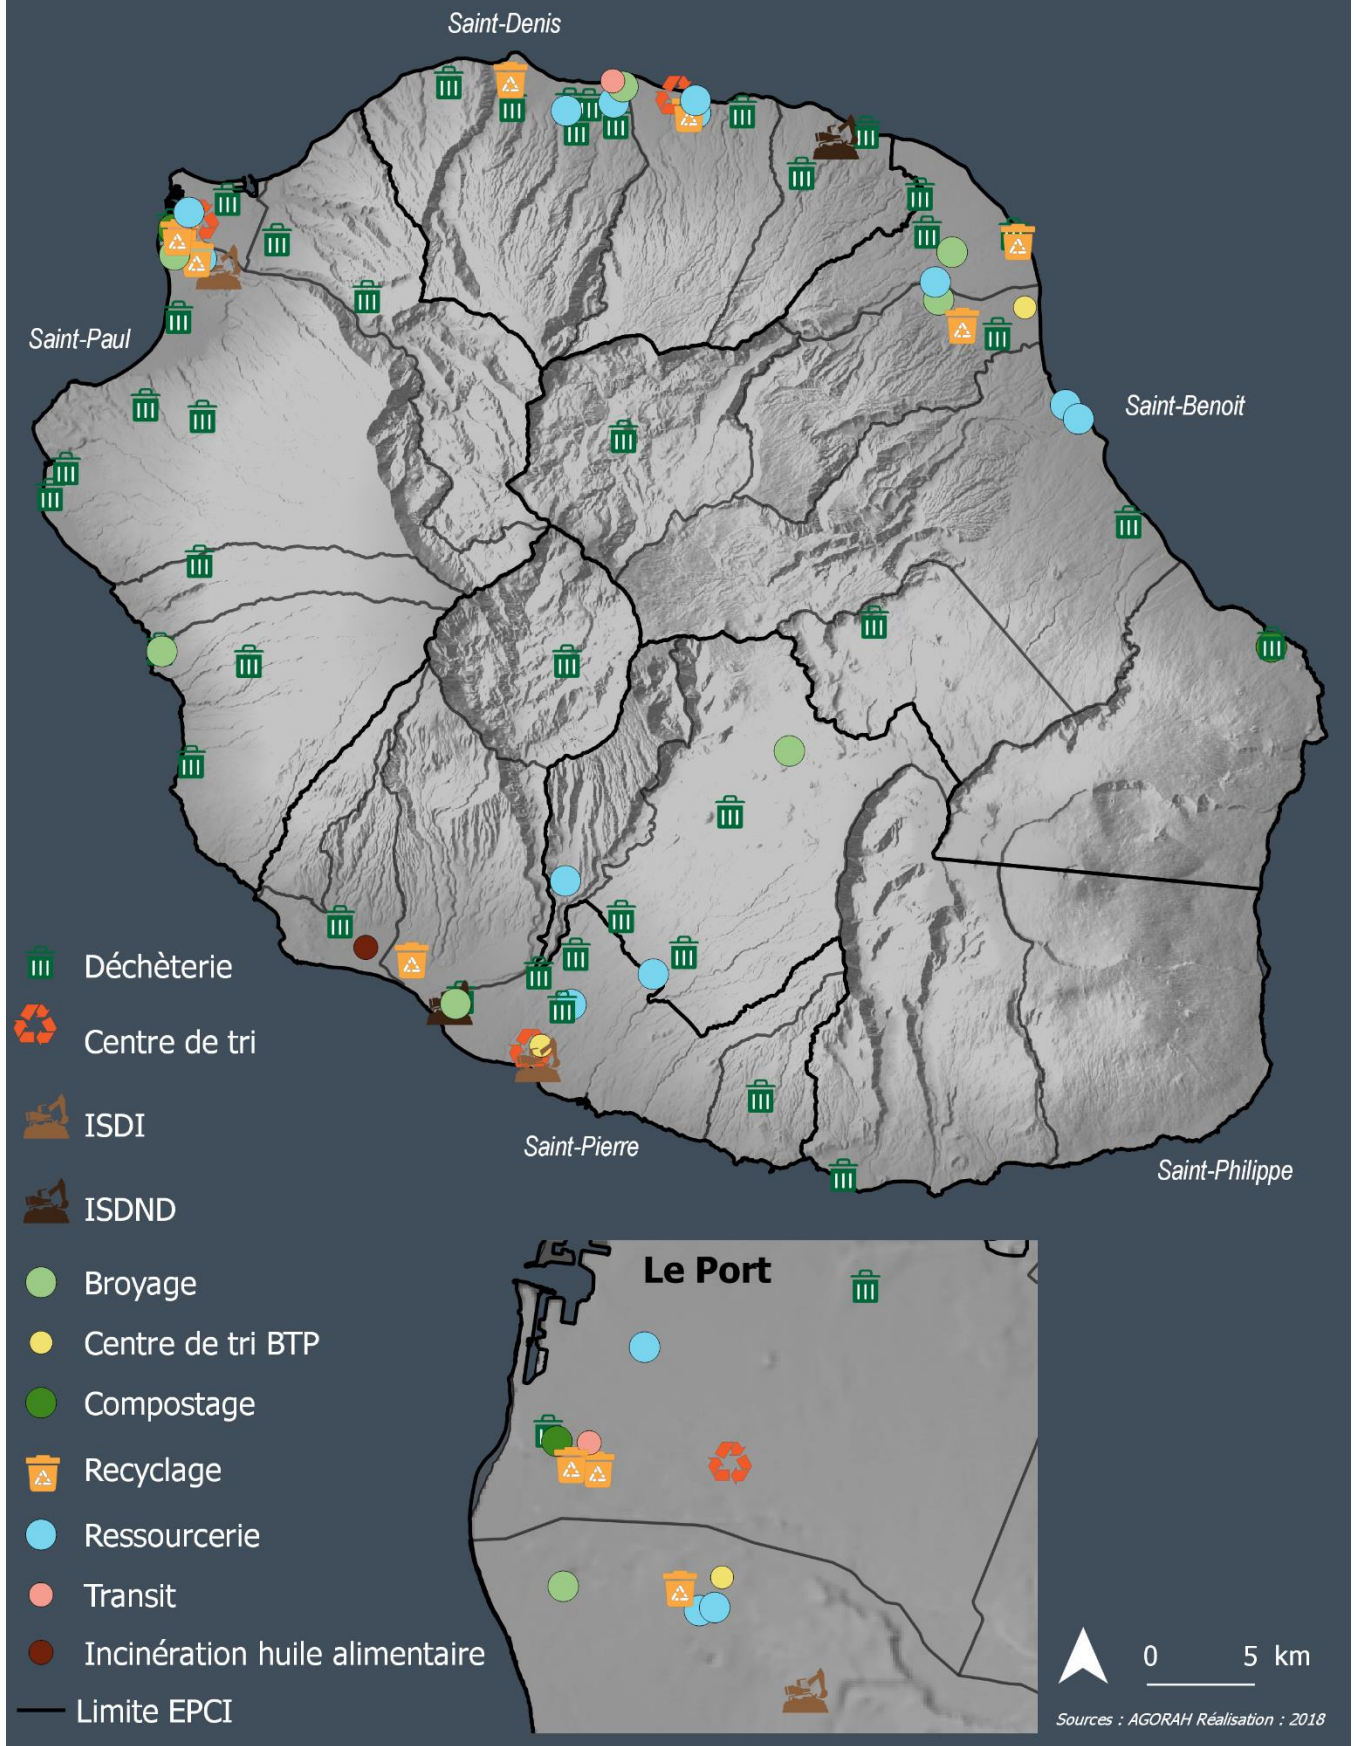 Saint-Denis
Saint-Paul
Saint-Benoit
Saint-Pierre
Saint-Philippe
Déchèterie
Centre de tri
ISDI
ISDND
Broyage
Centre de tri BTP
Compostage
Recyclage
Ressourcerie
Transit
Incinération huile alimentaire
Limite EPCI
Le Port
0 5 km
Sources : AGORAH Réalisation : 2018